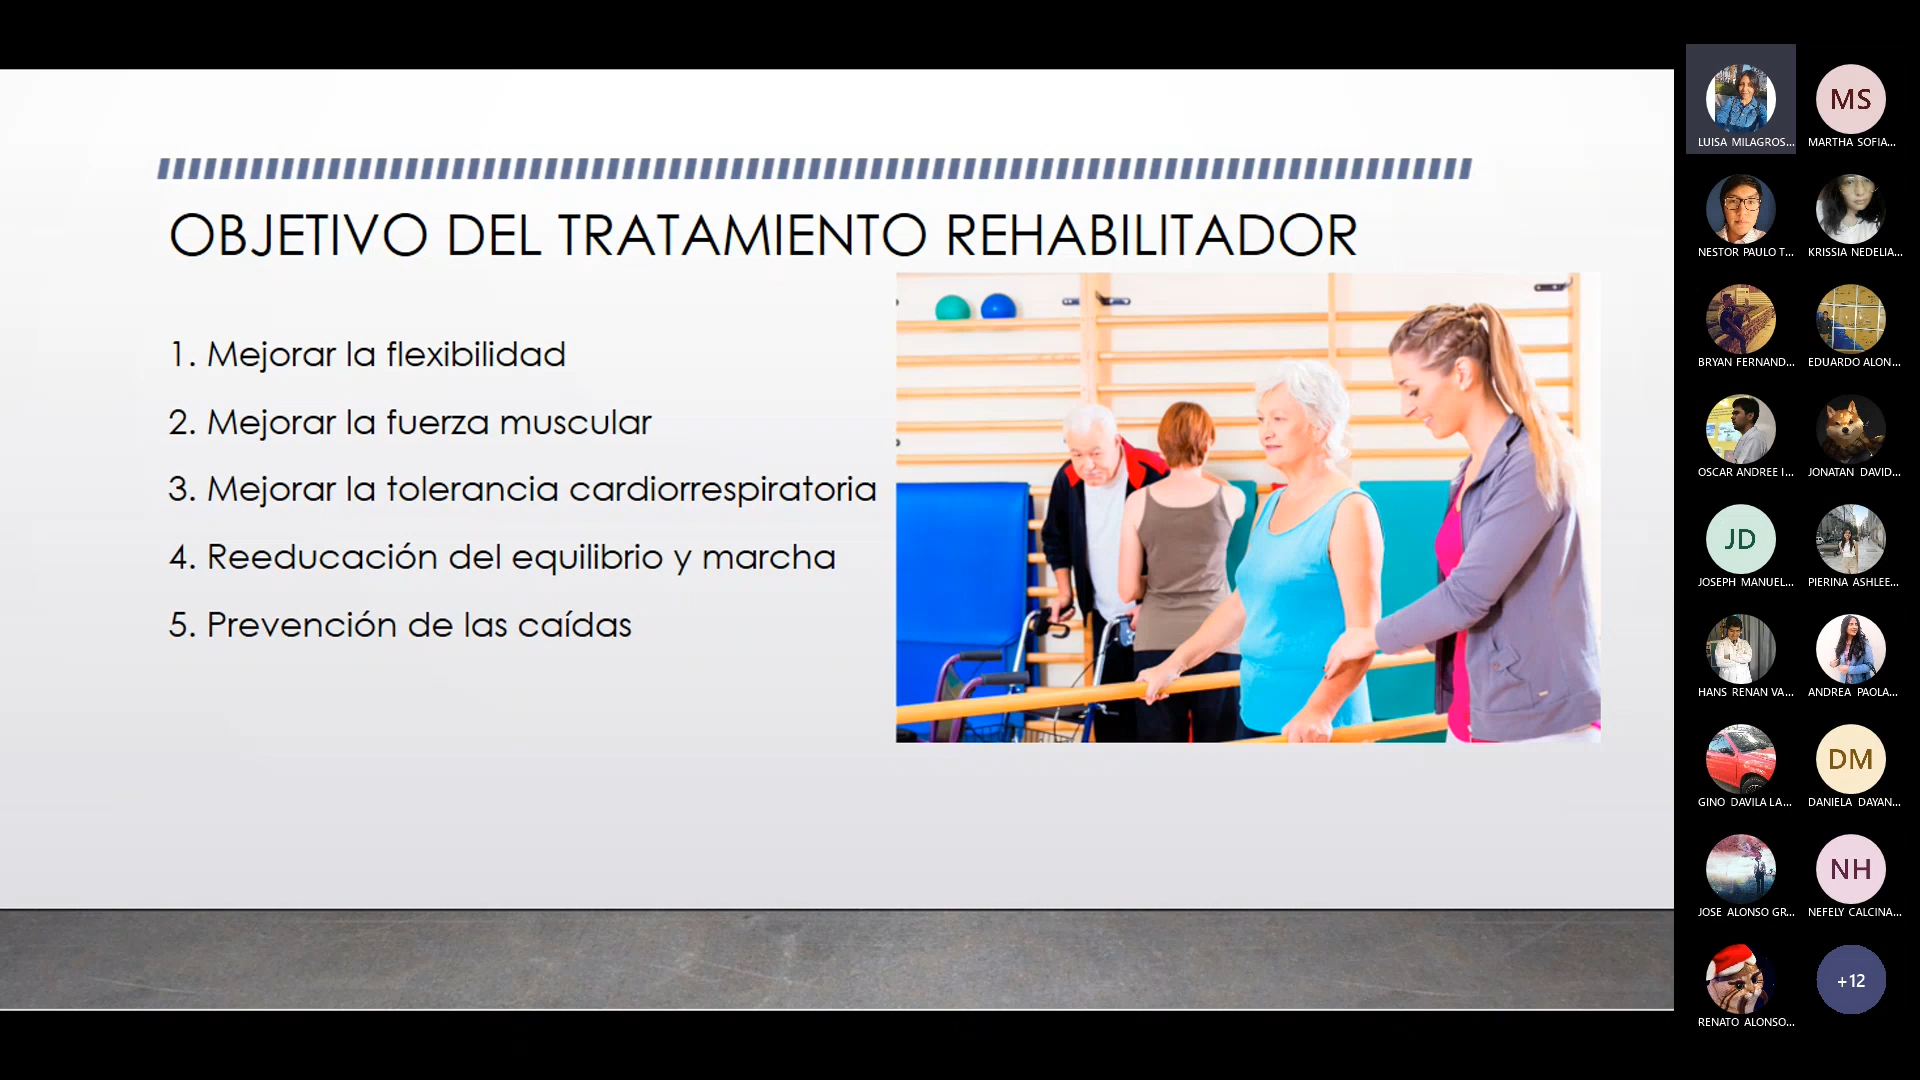 OBJETIVO DEL TRATAMIENTO REHABILITADOR
1. Mejorar la flexibilidad
2. Mejorar la fuerza muscular
3. Mejorar la tolerancia cardiorrespiratoria
4. Reeducación del equilibrio y marcha
5. Prevención de las caídas
LUISA MILAGROS...
MS
MARTHA SOFIA...
NESTOR PAULO T...
KRISSIA NEDELIA...
BRYAN FERNAND...
EDUARDO ALON...
OSCAR ANDREE I...
JONATAN DAVID...
JD
JOSEPH MANUEL...
PIERINA ASHLEE...
HANS RENAN VA...
ANDREA PAOLA...
GINO DAVILA LA...
DM
DANIELA DAYAN...
JOSE ALONSO GR...
NH
NEFELY CALCINA...
RENATO ALONSO...
+12